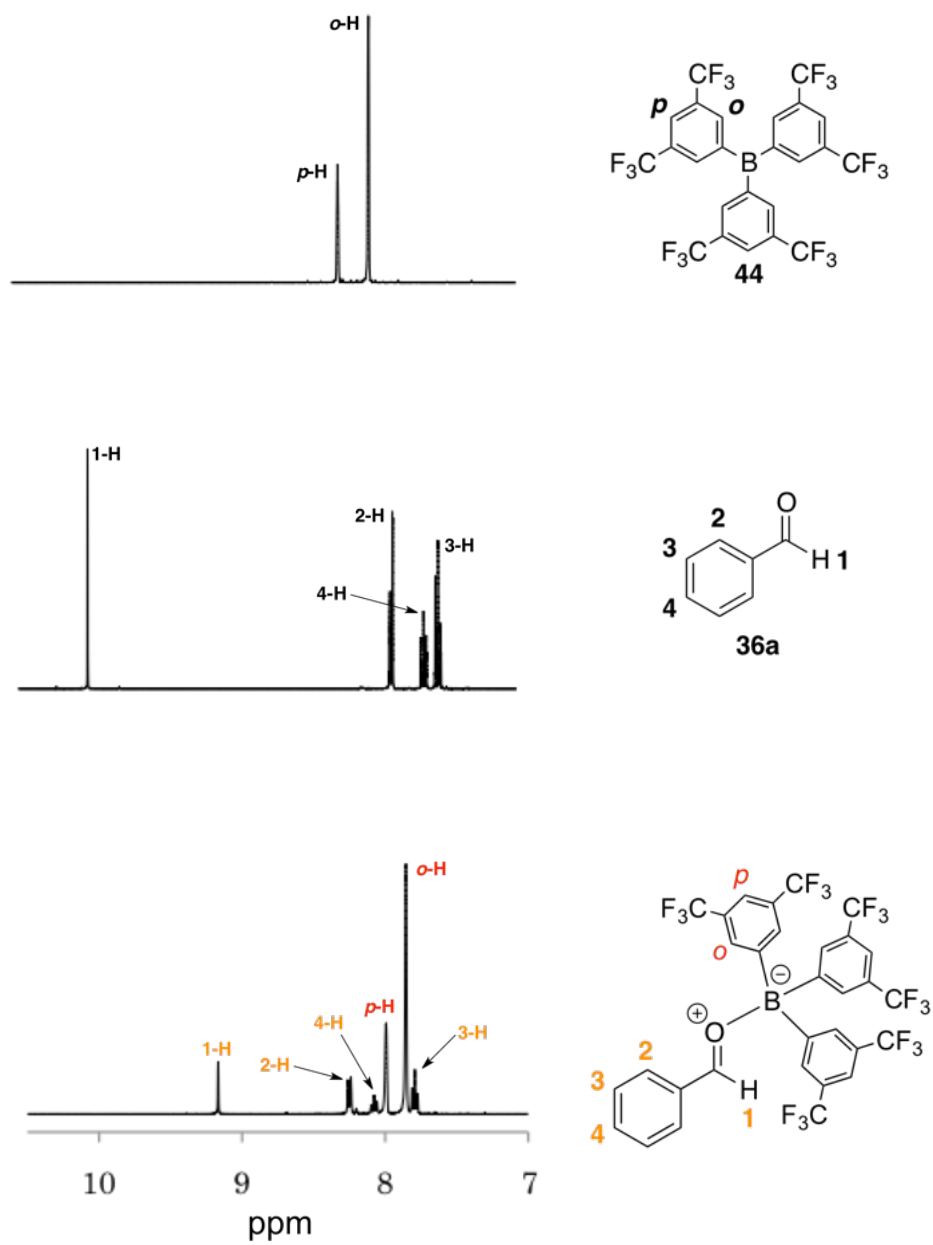 o-H
p-H
CF3
CF3
p
o
F3C
B
CF3
F3C
CF3
44
1-H
2-H
3-H
4-H
O
2
3
H 1
4
36a
o-H
p-H
4-H
3-H
1-H
2-H
p
CF3
F3C
CF3
o
⊖
B
⊕
CF3
O
CF3
2
3
H
F3C
4
1
10 9 8 7
ppm